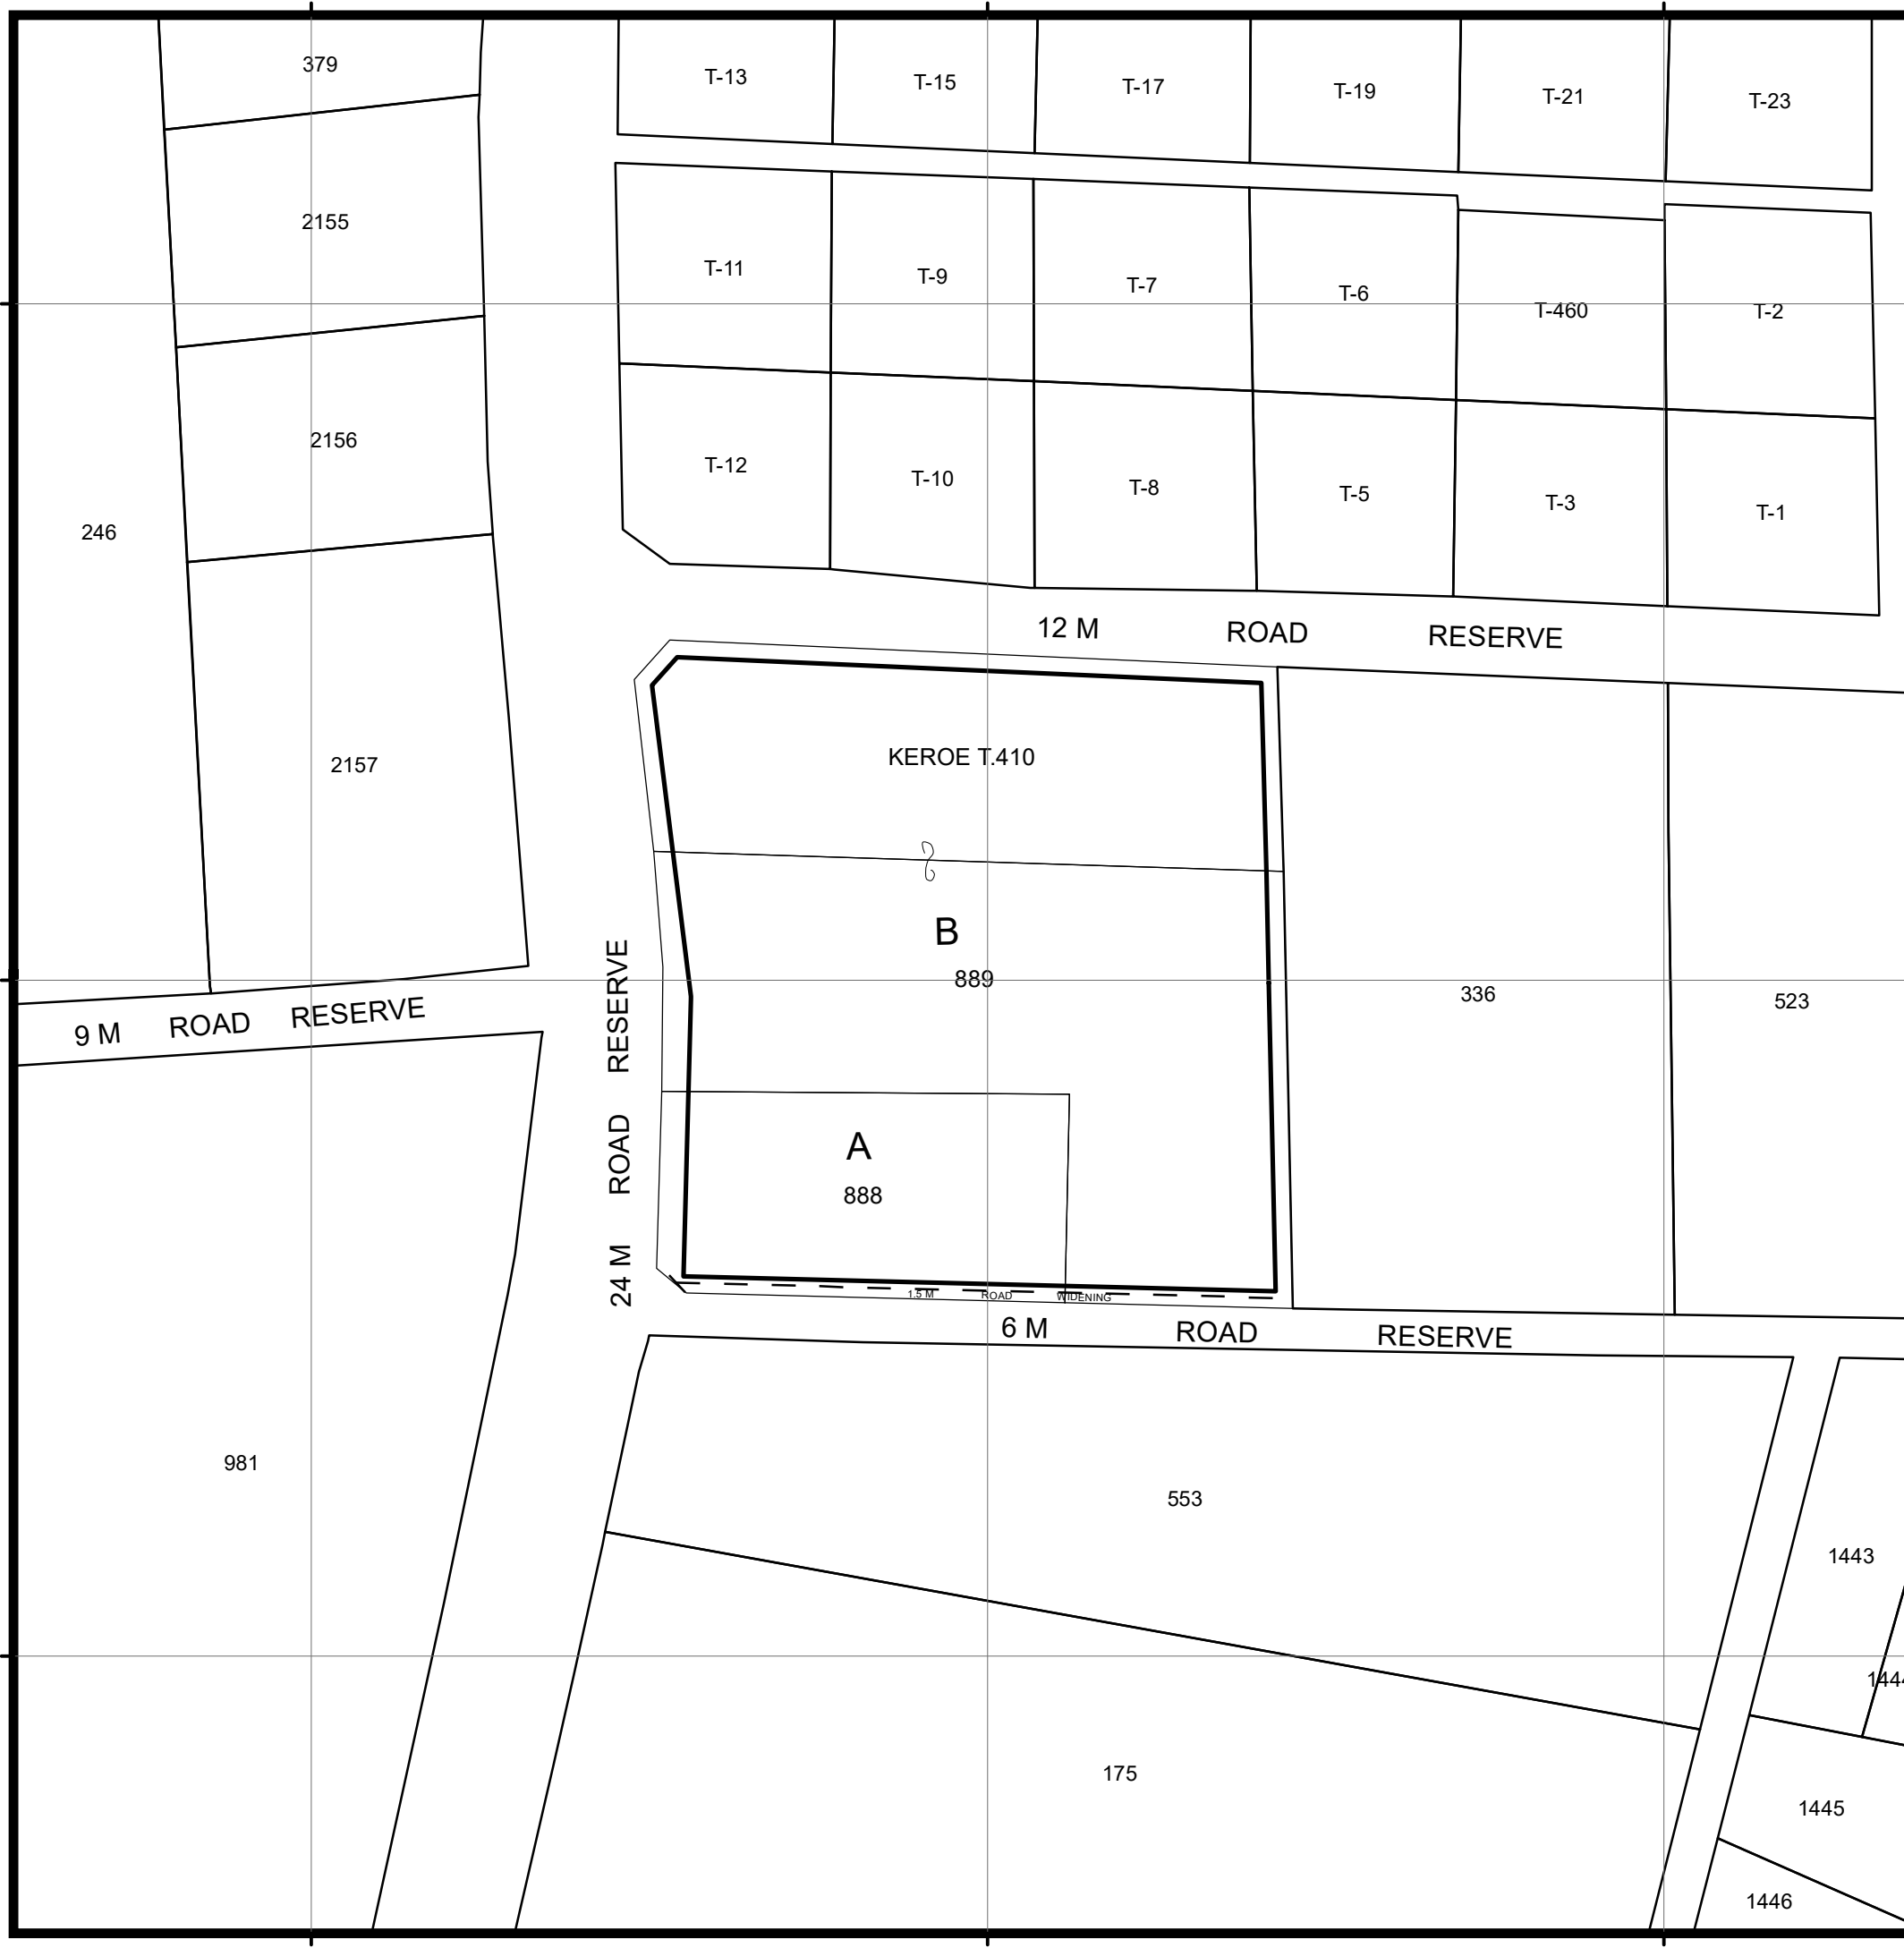 379
T-13
T-15
T-17
T-19
T-21
T-23
2155
T-11
T-9
T-7
T-6
T-460
T-2
2156
T-12
T-10
T-8
T-5
T-3
T-1
246
12 M ROAD RESERVE
2157
KEROE T.410
B
889
336
523
9 M ROAD RESERVE
24 M ROAD RESERVE
A
888
1.5 M ROAD WIDENING
6 M ROAD RESERVE
981
553
1443
175
1445
1446